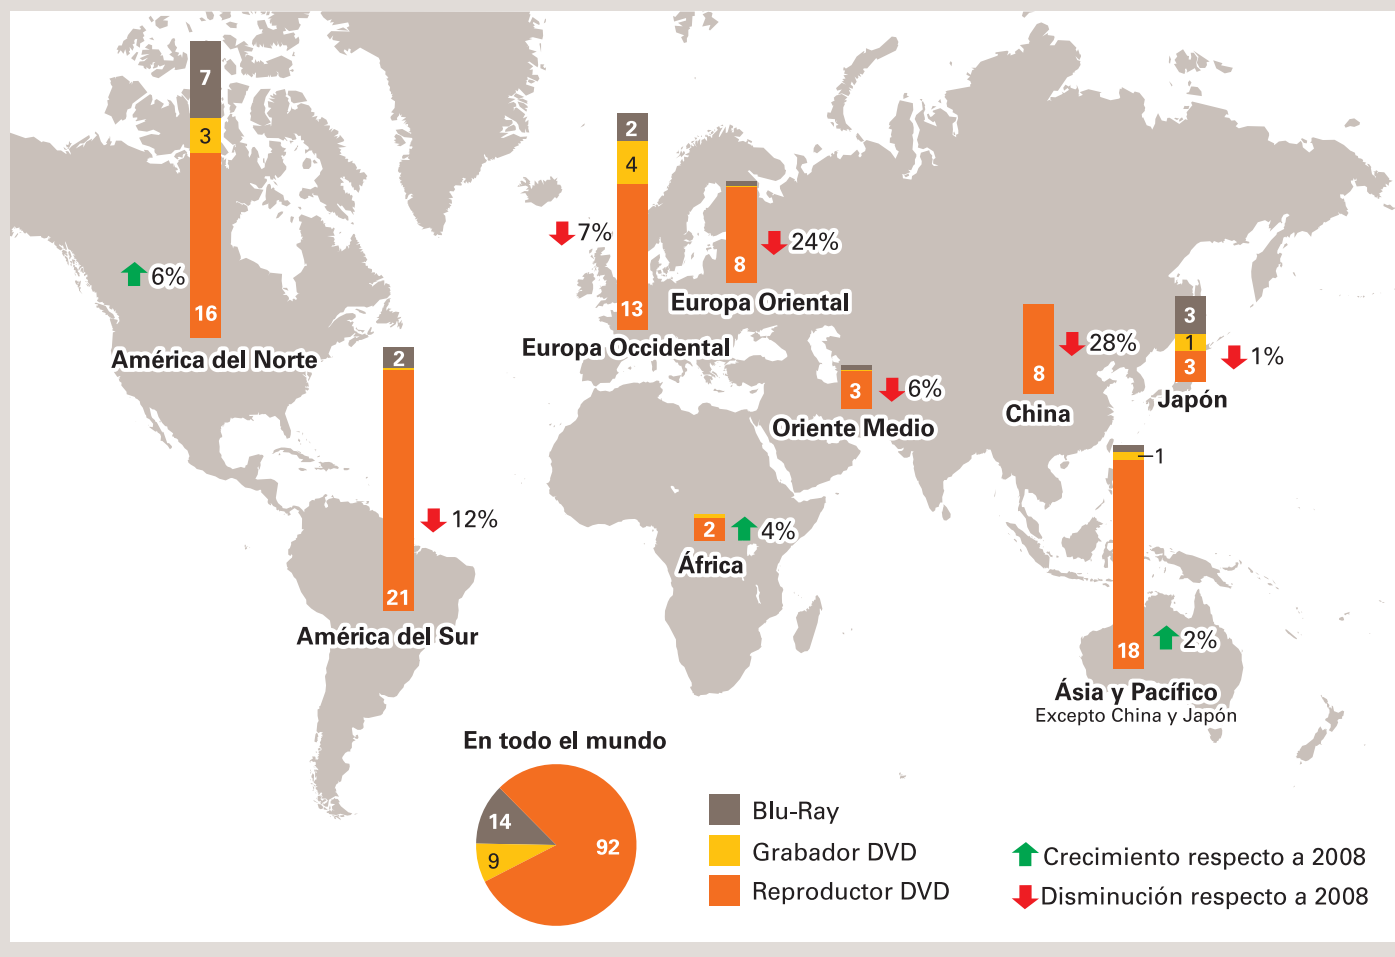 7
3
16
6%
América del Norte
2
21
12%
América del Sur
2
4
13
7%
Europa Occidental
8
24%
Europa Oriental
3
6%
Oriente Medio
2
4%
África
8
28%
China
3
1
3
1%
Japón
1
18
2%
Ásia y Pacífico
Excepto China y Japón
En todo el mundo
14
9
92
Blu-Ray
Grabador DVD
Reproductor DVD
Crecimiento respecto a 2008
Disminución respecto a 2008